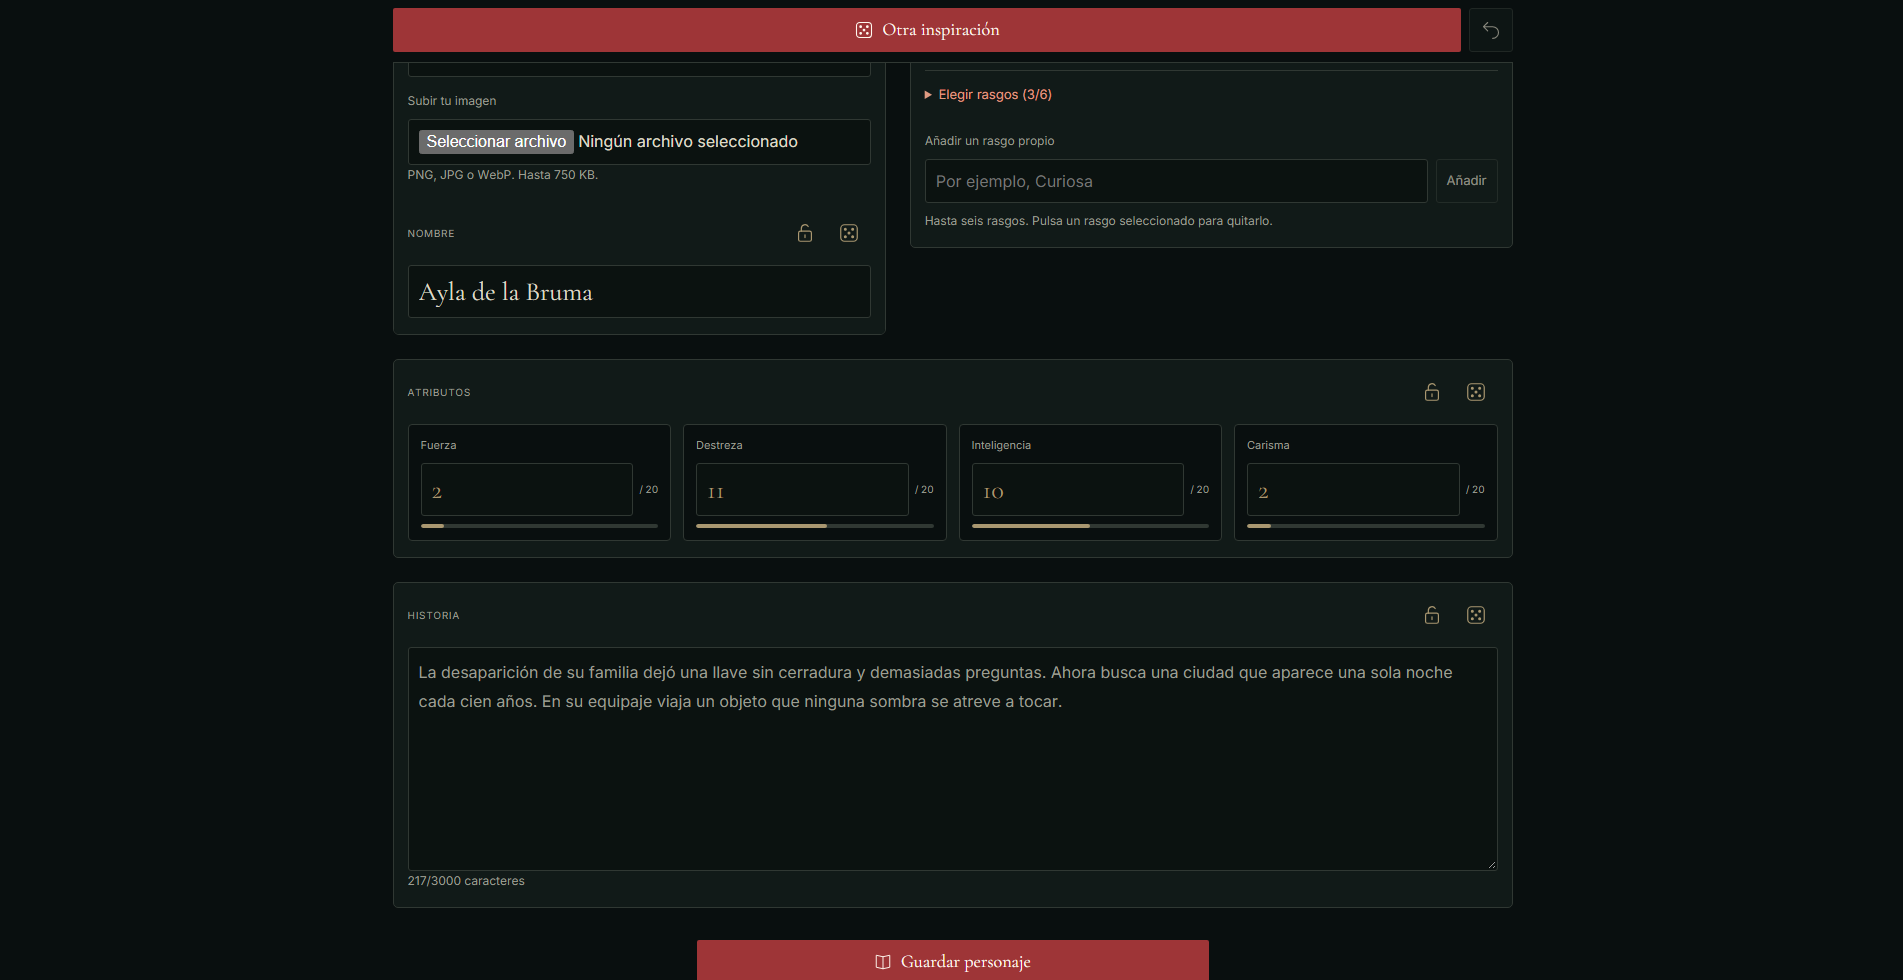 Otra inspiración
Subir tu imagen
Seleccionar archivo Ningún archivo seleccionado
PNG, JPG o WebP. Hasta 750 KB.
NOMBRE
Ayla de la Bruma
Elegir rasgos (3/6)
Añadir un rasgo propio
Por ejemplo, Curiosa
Añadir
Hasta seis rasgos. Pulsa un rasgo seleccionado para quitarlo.
ATRIBUTOS
Fuerza
2 / 20
Destreza
11 / 20
Inteligencia
10 / 20
Carisma
2 / 20
HISTORIA
La desaparición de su familia dejó una llave sin cerradura y demasiadas preguntas. Ahora busca una ciudad que aparece una sola noche
cada cien años. En su equipaje viaja un objeto que ninguna sombra se atreve a tocar.
217/3000 caracteres
Guardar personaje